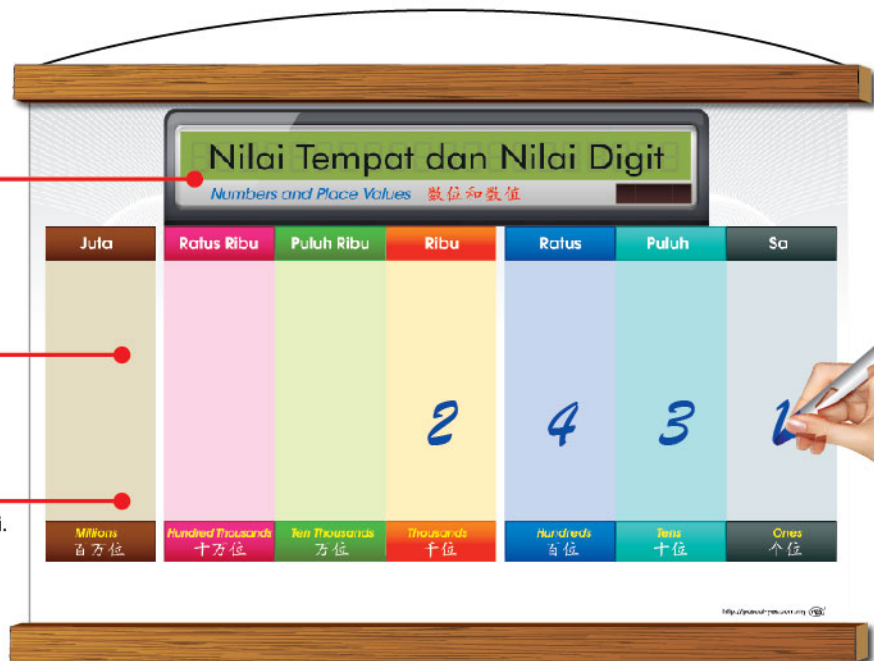 Nilai Tempat dan Nilai Digit
Numbers and Place Values 数位和数值
Juta Ratus Ribu Puluh Ribu Ribu Ratus Puluh Sa
2 4 3
i.
Millions Hundred Thousands Ten Thousands Thousands Hundreds Tens Ones
百万位 十万位 万位 千位 百位 十位 个位